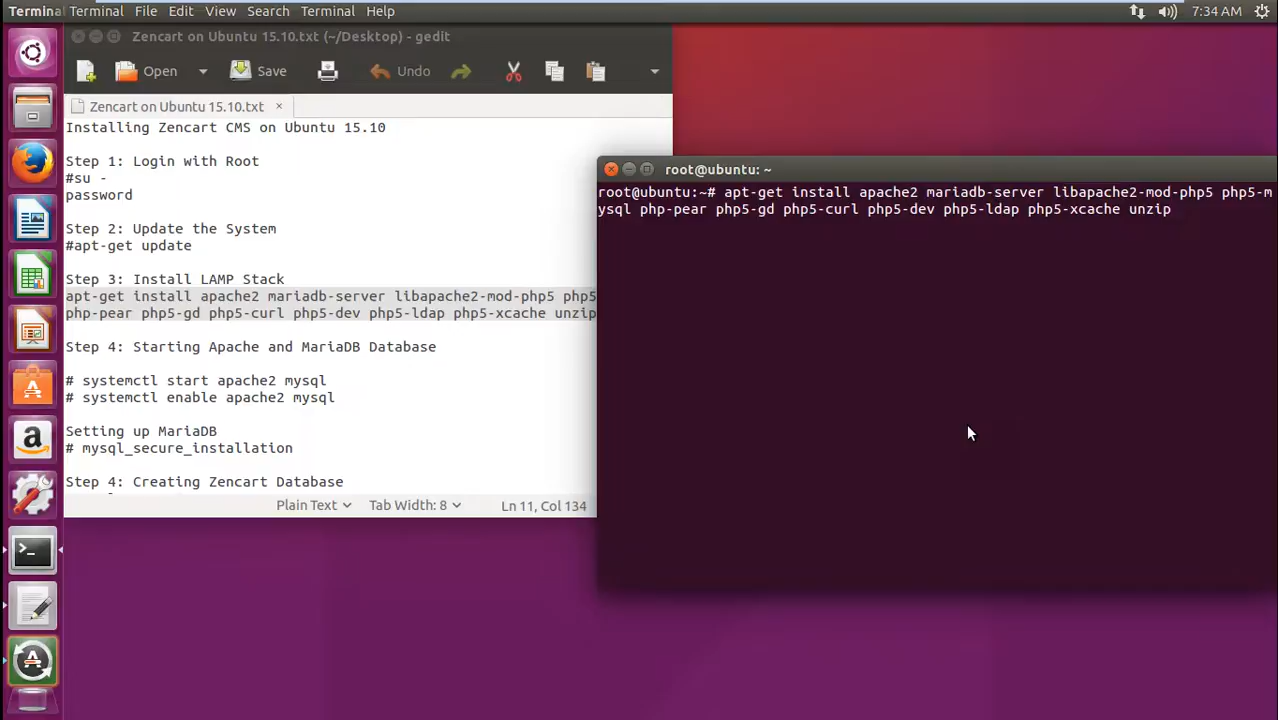 Termina Terminal File Edit View Search Terminal Help 7:34 AM
Zencart on Ubuntu 15.10.txt (~/Desktop) - gedit
Open Save Undo
Zencart on Ubuntu 15.10.txt ×
Installing Zencart CMS on Ubuntu 15.10
Step 1: Login with Root
#su -
password
Step 2: Update the System
#apt-get update
Step 3: Install LAMP Stack
apt-get install apache2 mariadb-server libapache2-mod-php5 php5
php-pear php5-gd php5-curl php5-dev php5-ldap php5-xcache unzip
Step 4: Starting Apache and MariaDB Database
# systemctl start apache2 mysql
# systemctl enable apache2 mysql
Setting up MariaDB
# mysql_secure_installation
Step 4: Creating Zencart Database
Plain Text Tab Width: 8 Ln 11, Col 134
root@ubuntu: ~
root@ubuntu:~# apt-get install apache2 mariadb-server libapache2-mod-php5 php5-m
ysql php-pear php5-gd php5-curl php5-dev php5-ldap php5-xcache unzip